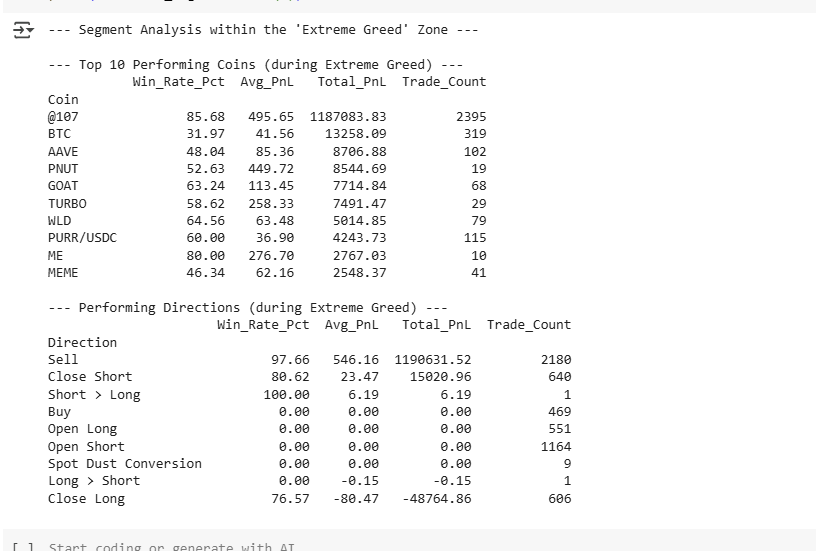 --- Segment Analysis within the 'Extreme Greed' Zone ---
--- Top 10 Performing Coins (during Extreme Greed) ---
Win_Rate_Pct Avg_PnL Total_PnL Trade_Count
Coin
@107 85.68 495.65 1187083.83 2395
BTC 31.97 41.56 13258.09 319
AAVE 48.04 85.36 8706.88 102
PNUT 52.63 449.72 8544.69 19
GOAT 63.24 113.45 7714.84 68
TURBO 58.62 258.33 7491.47 29
WLD 64.56 63.48 5014.85 79
PURR/USDC 60.00 36.90 4243.73 115
ME 80.00 276.70 2767.03 10
MEME 46.34 62.16 2548.37 41
--- Performing Directions (during Extreme Greed) ---
Win_Rate_Pct Avg_PnL Total_PnL Trade_Count
Direction
Sell 97.66 546.16 1190631.52 2180
Close Short 80.62 23.47 15020.96 640
Short > Long 100.00 6.19 6.19 1
Buy 0.00 0.00 0.00 469
Open Long 0.00 0.00 0.00 551
Open Short 0.00 0.00 0.00 1164
Spot Dust Conversion 0.00 0.00 0.00 9
Long > Short 0.00 -0.15 -0.15 1
Close Long 76.57 -80.47 -48764.86 606
[ ] Start coding or generate with AI